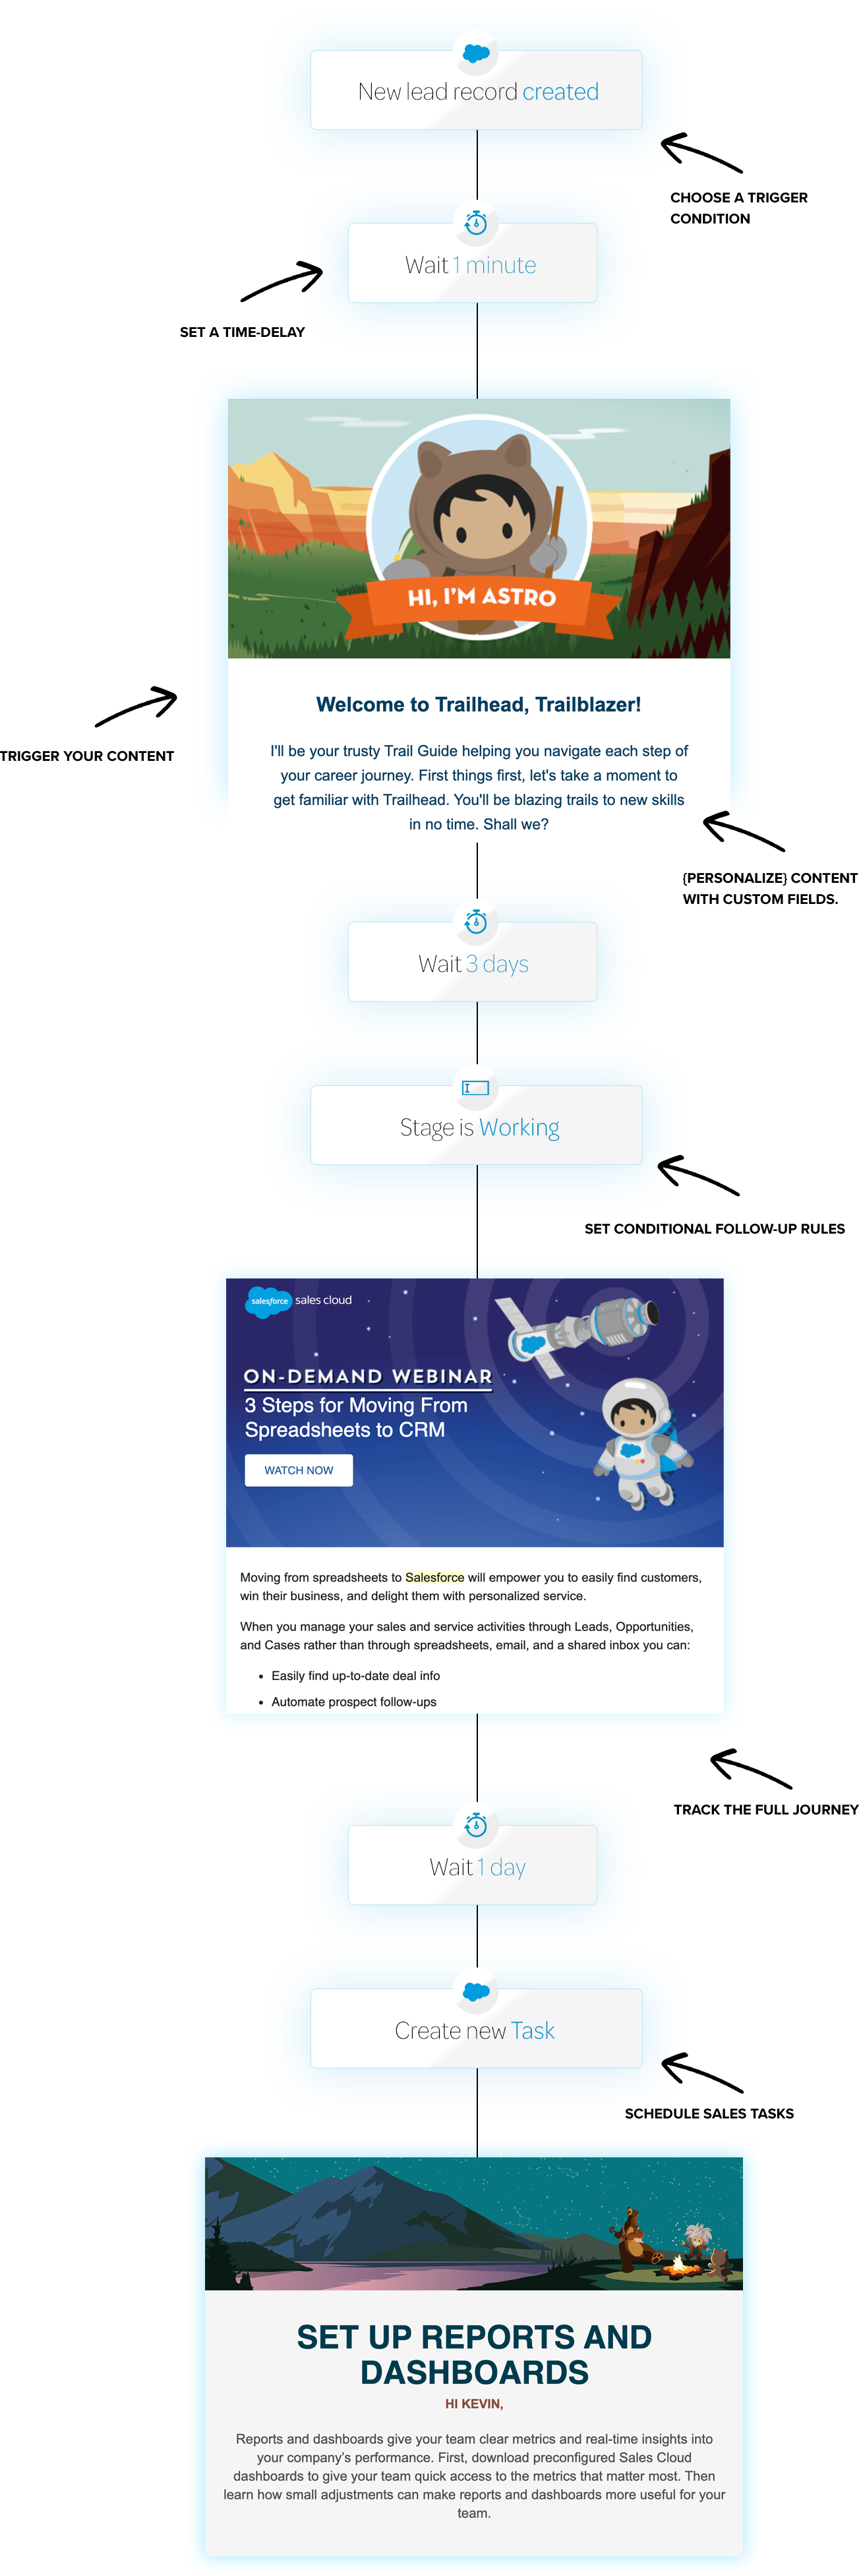 New lead record created
CHOOSE A TRIGGER
CONDITION
Wait 1 minute
SET A TIME-DELAY
HI, I'M ASTRO
Welcome to Trailhead, Trailblazer!
TRIGGER YOUR CONTENT
I'll be your trusty Trail Guide helping you navigate each step of
your career journey. First things first, let's take a moment to
get familiar with Trailhead. You'll be blazing trails to new skills
in no time. Shall we?
{PERSONALIZE} CONTENT
WITH CUSTOM FIELDS.
Wait 3 days
Stage is Working
SET CONDITIONAL FOLLOW-UP RULES
salesforce sales cloud
ON-DEMAND WEBINAR
3 Steps for Moving From
Spreadsheets to CRM
WATCH NOW
Moving from spreadsheets to Salesforce will empower you to easily find customers,
win their business, and delight them with personalized service.
When you manage your sales and service activities through Leads, Opportunities,
and Cases rather than through spreadsheets, email, and a shared inbox you can:
• Easily find up-to-date deal info
• Automate prospect follow-ups
TRACK THE FULL JOURNEY
Wait 1 day
Create new Task
SCHEDULE SALES TASKS
SET UP REPORTS AND
DASHBOARDS
HI KEVIN,
Reports and dashboards give your team clear metrics and real-time insights into
your company's performance. First, download preconfigured Sales Cloud
dashboards to give your team quick access to the metrics that matter most. Then
learn how small adjustments can make reports and dashboards more useful for your
team.